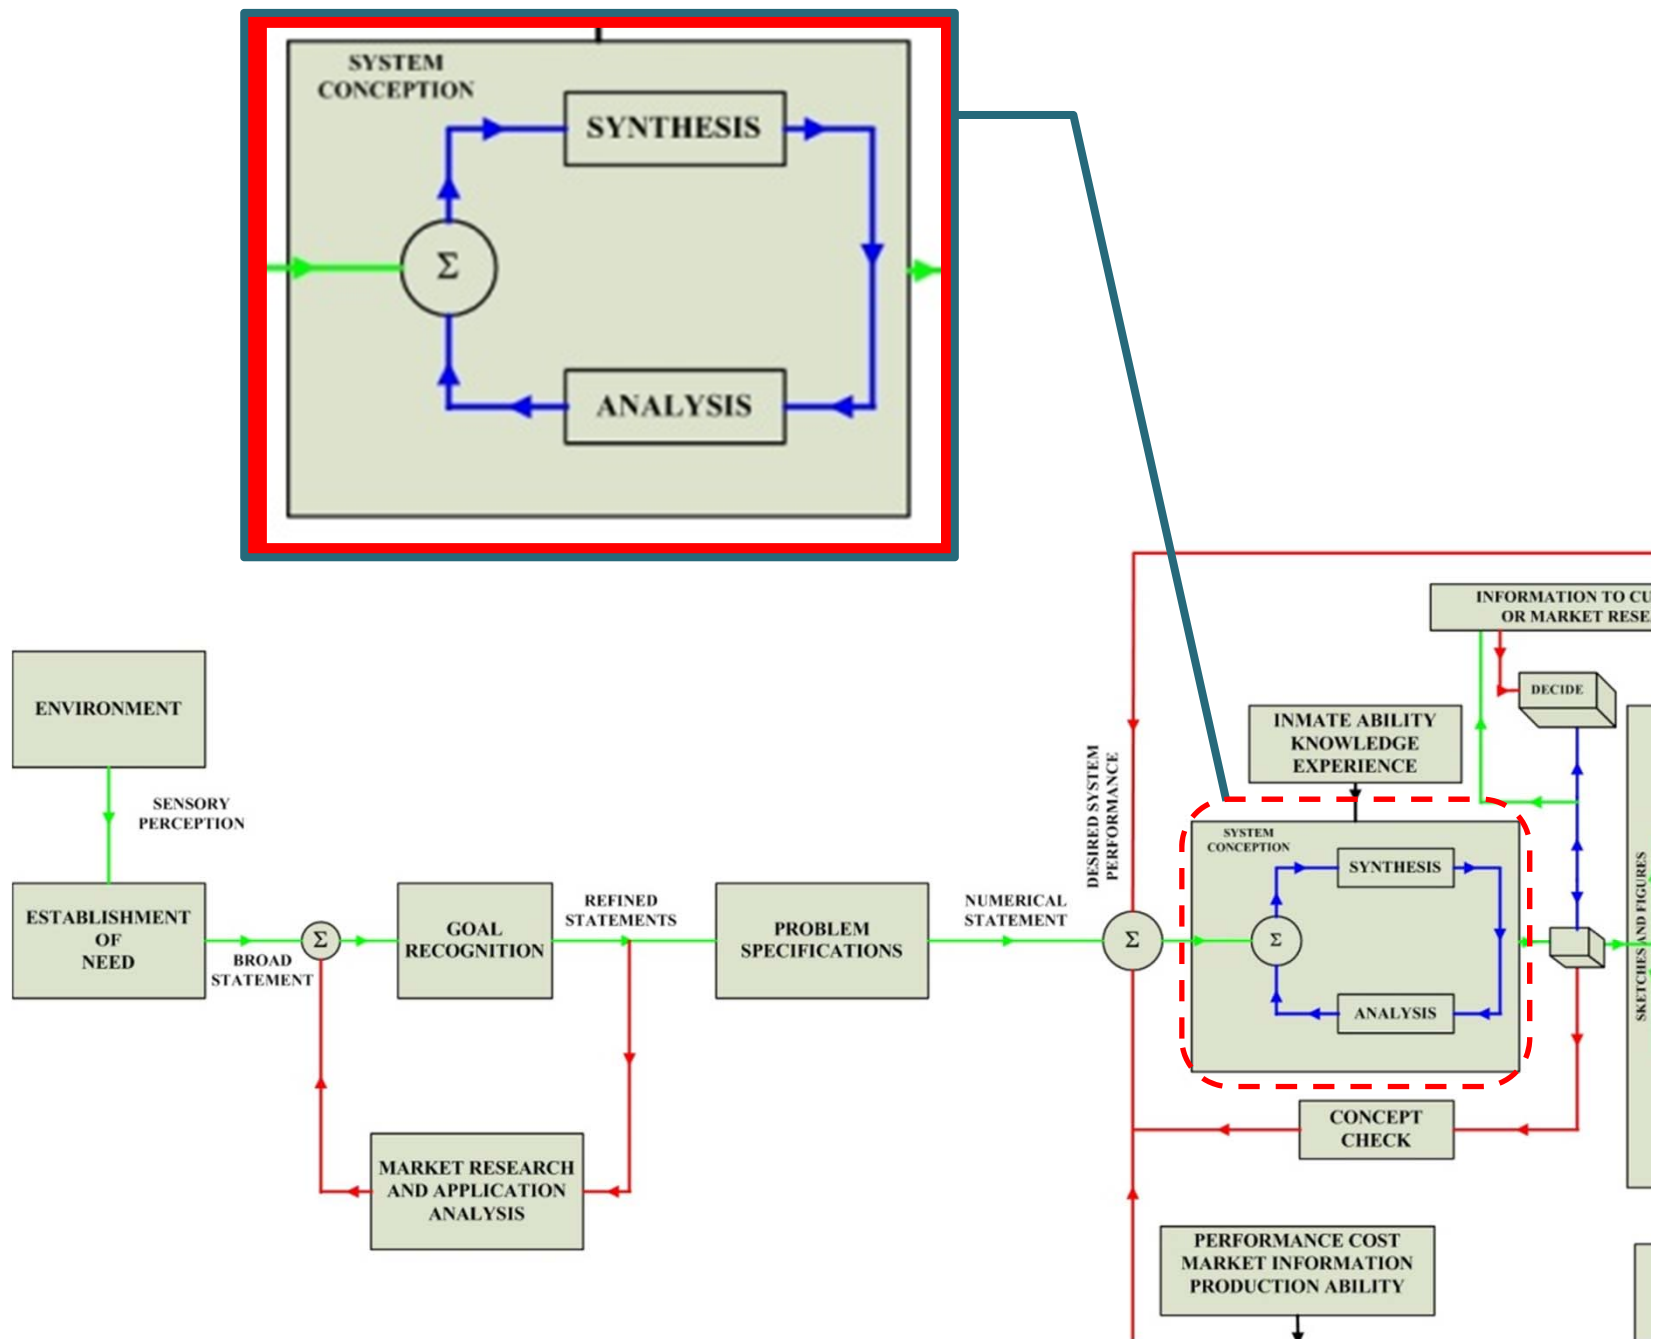 SYSTEM
CONCEPTION
SYNTHESIS
Σ
ANALYSIS
INFORMATION TO CU
OR MARKET RESE
DECIDE
ENVIRONMENT
SENSORY
PERCEPTION
INMATE ABILITY
KNOWLEDGE
EXPERIENCE
DESIRED SYSTEM
PERFORMANCE
SYSTEM
CONCEPTION
SYNTHESIS
Σ
ANALYSIS
ESTABLISHMENT
OF
NEED
BROAD
STATEMENT
Σ
GOAL
RECOGNITION
REFINED
STATEMENTS
PROBLEM
SPECIFICATIONS
NUMERICAL
STATEMENT
Σ
SKETCHES AND FIGURES
CONCEPT
CHECK
MARKET RESEARCH
AND APPLICATION
ANALYSIS
PERFORMANCE COST
MARKET INFORMATION
PRODUCTION ABILITY